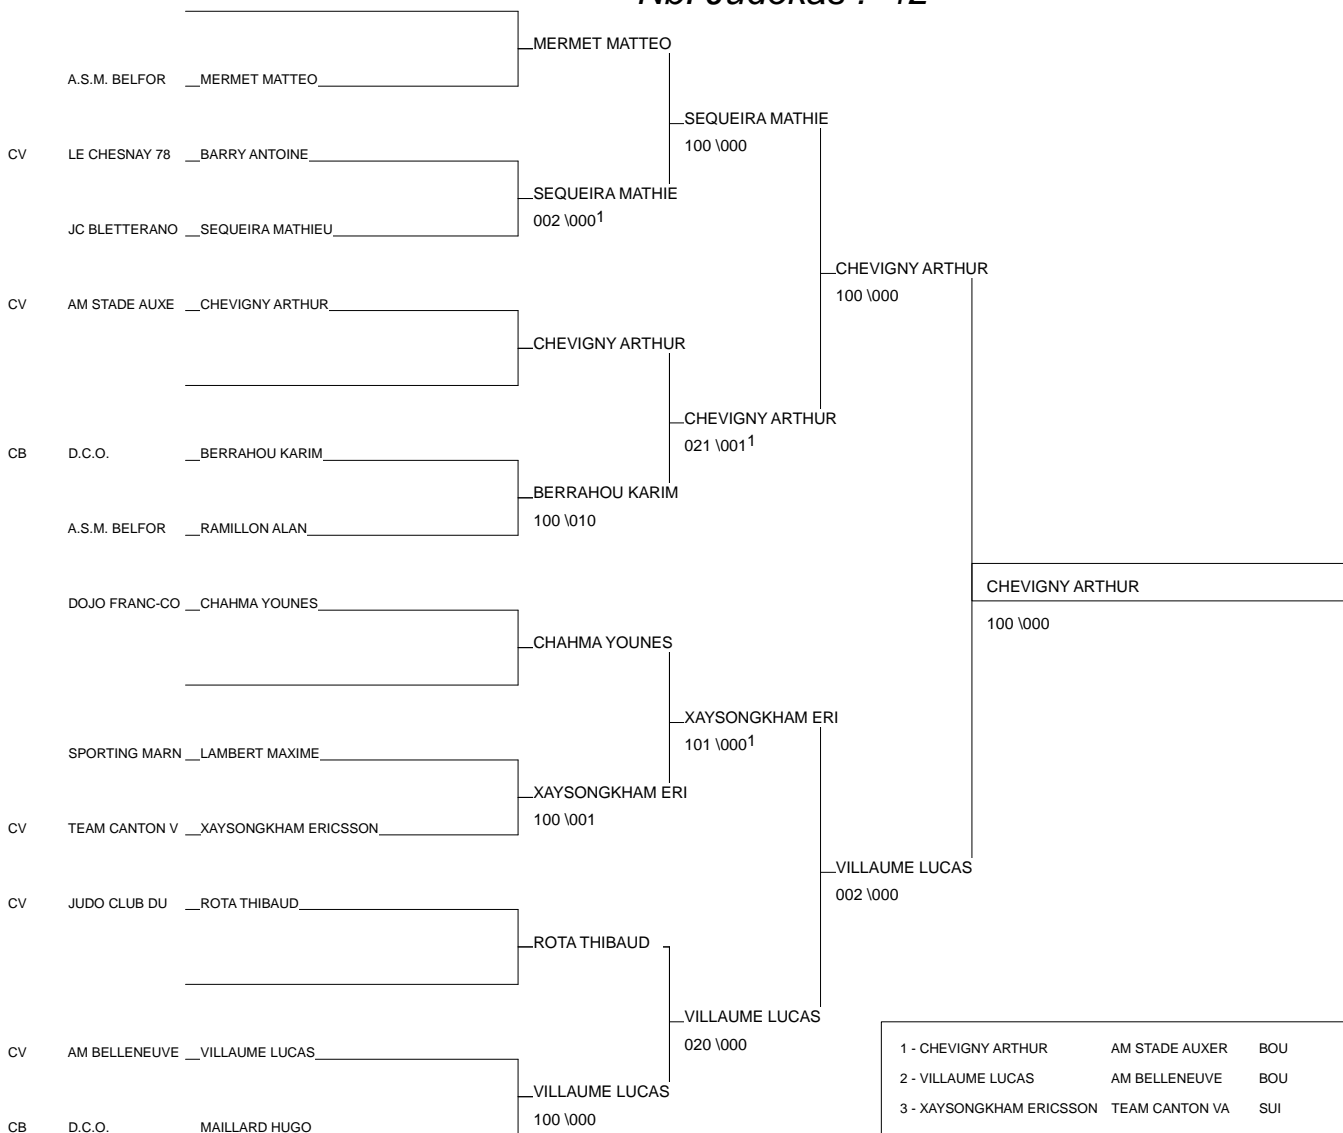 Nbr Judokas : 12
MERMET MATTEO
A.S.M. BELFOR MERMET MATTEO
SEQUEIRA MATHIE
100 \000
CV LE CHESNAY 78 BARRY ANTOINE
SEQUEIRA MATHIE
002 \000 1
JC BLETTERANO SEQUEIRA MATHIEU
CHEVIGNY ARTHUR
100 \000
CV AM STADE AUXE CHEVIGNY ARTHUR
CHEVIGNY ARTHUR
CHEVIGNY ARTHUR
021 \001 1
CB D.C.O. BERRAHOU KARIM
BERRAHOU KARIM
100 \010
A.S.M. BELFOR RAMILLON ALAN
CHEVIGNY ARTHUR
100 \000
DOJO FRANC-CO CHAHMA YOUNES
CHAHMA YOUNES
XAYSONGKHAM ERI
101 \000 1
SPORTING MARN LAMBERT MAXIME
XAYSONGKHAM ERI
100 \001
CV TEAM CANTON V XAYSONGKHAM ERICSSON
VILLAUME LUCAS
002 \000
CV JUDO CLUB DU ROTA THIBAUD
ROTA THIBAUD
VILLAUME LUCAS
020 \000
CV AM BELLENEUVE VILLAUME LUCAS
VILLAUME LUCAS
100 \000
CB D.C.O. MAILLARD HUGO
1 - CHEVIGNY ARTHUR AM STADE AUXER BOU
2 - VILLAUME LUCAS AM BELLENEUVE BOU
3 - XAYSONGKHAM ERICSSON TEAM CANTON VA SUI